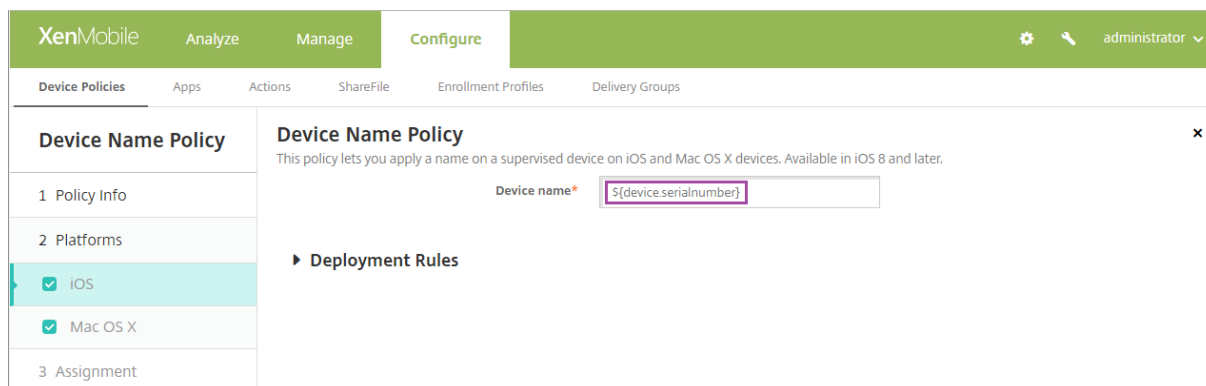 XenMobile Analyze Manage Configure administrator
Device Policies Apps Actions ShareFile Enrollment Profiles Delivery Groups
Device Name Policy
1 Policy Info
2 Platforms
iOS
Mac OS X
3 Assignment
Device Name Policy
This policy lets you apply a name on a supervised device on iOS and Mac OS X devices. Available in iOS 8 and later.
Device name* ${device.serialnumber}
Deployment Rules